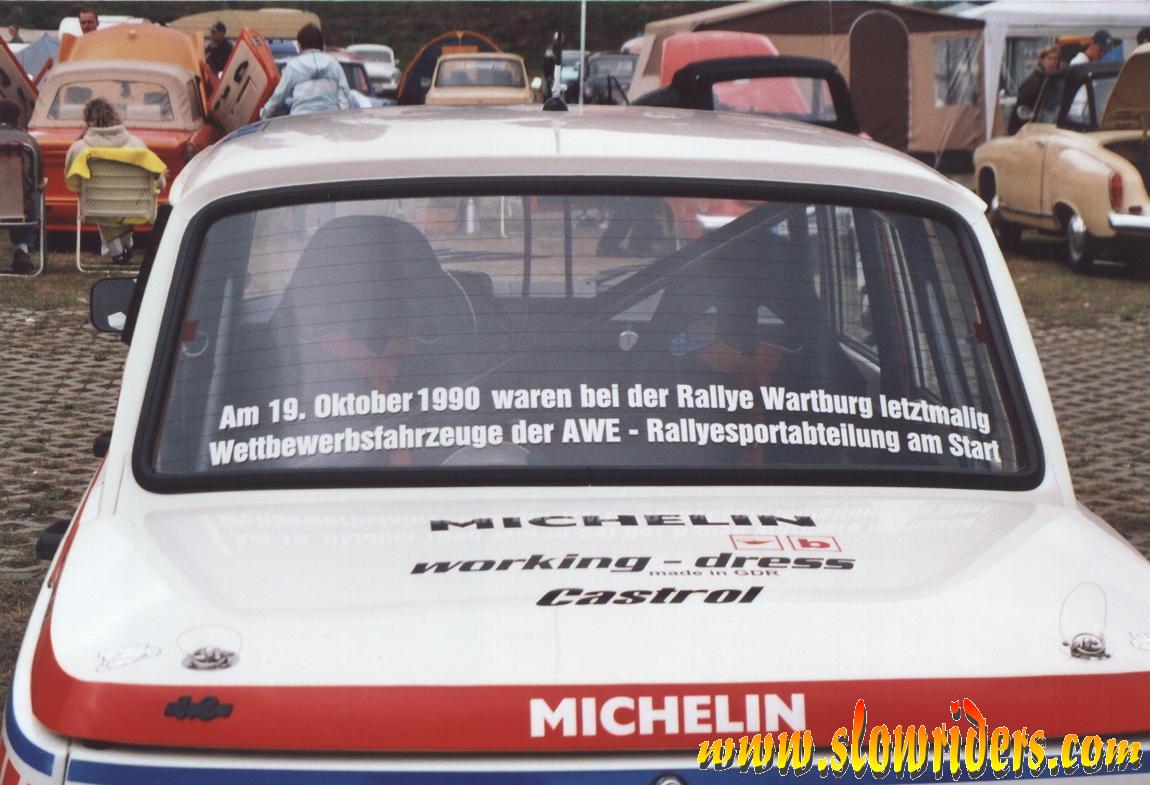 Am 19. Oktober 1990 waren bei der Rallye Wartburg letztmalig
Wettbewerbsfahrzeuge der AWE - Rallyesportabteilung am Start
MICHELIN
working - dress
made in GDR
Castrol
MICHELIN
www.slowriders.com